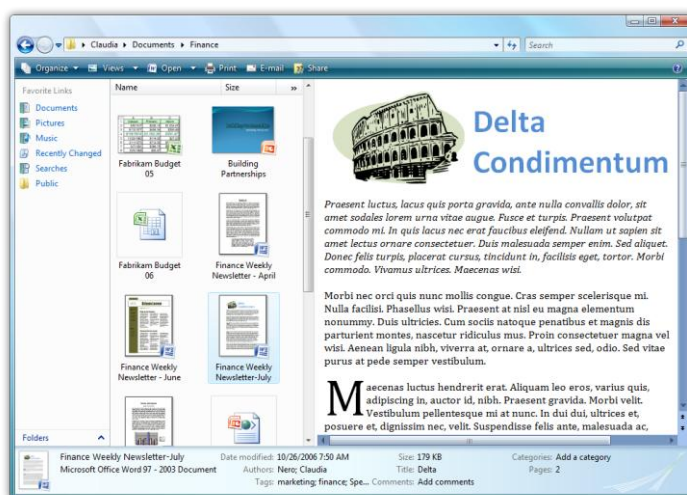 Claudia ▸ Documents ▸ Finance
Search
Organize Views Open Print E-mail Share
Favorite Links
Documents
Pictures
Music
Recently Changed
Searches
Public
Folders
Name Size »
Fabrikam Budget
05
Building
Partnerships
Fabrikam Budget
06
Finance Weekly
Newsletter - April
Finance Weekly
Newsletter - June
Finance Weekly
Newsletter-July
Delta
Condimentum
Praesent luctus, lacus quis porta gravida, ante nulla convallis dolor, sit
amet sodales lorem urna vitae augue. Fusce et turpis. Praesent volutpat
commodo mi. In quis lacus nec erat faucibus eleifend. Nullam ut sapien sit
amet lectus ornare consectetuer. Duis malesuada semper enim. Sed aliquet.
Donec felis turpis, placerat cursus, tincidunt in, facilisis eget, tortor. Morbi
commodo. Vivamus ultrices. Maecenas wisi.
Morbi nec orci quis nunc mollis congue. Cras semper scelerisque mi.
Nulla facilisi. Phasellus wisi. Praesent at nisl eu magna elementum
nonummy. Duis ultricies. Cum sociis natoque penatibus et magnis dis
parturient montes, nascetur ridiculus mus. Proin consectetuer magna vel
wisi. Aenean ligula nibh, viverra at, ornare a, ultrices sed, odio. Sed vitae
purus at pede semper vestibulum.
Maecenas luctus hendrerit erat. Aliquam leo eros, varius quis,
adipiscing in, auctor id, nibh. Praesent gravida. Morbi velit.
Vestibulum pellentesque mi at nunc. In dui dui, ultrices et,
posuere et, dignissim nec, velit. Suspendisse felis ante, malesuada ac,
Finance Weekly Newsletter-July Date modified: 10/26/2006 7:50 AM Size: 179 KB Categories: Add a category
Microsoft Office Word 97 - 2003 Document Authors: Nero; Claudia Title: Delta Pages: 2
Tags: marketing; finance; Spe... Comments: Add comments